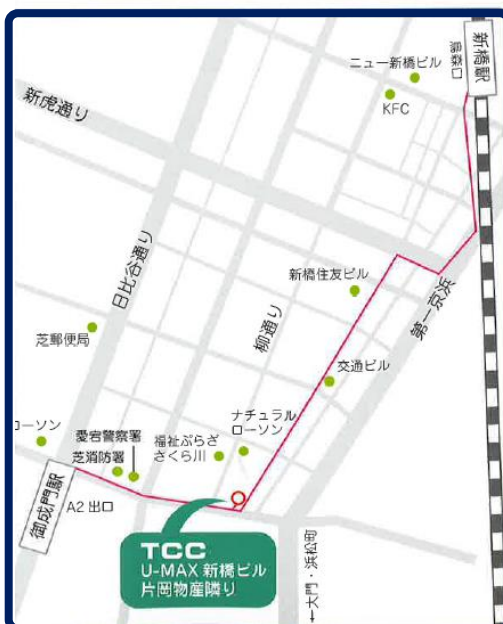 新橋駅
烏森口
ニュー新橋ビル
KFC
新虎通り
日比谷通り
新橋住友ビル
第一京浜
柳通り
芝郵便局
交通ビル
ナチュラル
ローソン
ローソン
愛宕警察署
芝消防署
福祉ぷらざ
さくら川
御成門駅
A2出口
TCC
U-MAX 新橋ビル
片岡物産隣り
←大門・浜松町